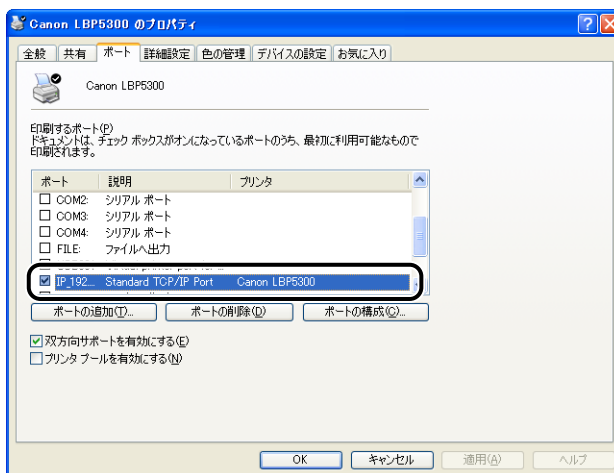 Canon LBP5300 のプロパティ
全般 共有 ポート 詳細設定 色の管理 デバイスの設定 お気に入り
Canon LBP5300
印刷するポート(P)
ドキュメントは、チェック ボックスがオンになっているポートのうち、最初に利用可能なもので
印刷されます。
ポート 説明 プリンタ
COM2: シリアル ポート
COM3: シリアル ポート
COM4: シリアル ポート
FILE: ファイルへ出力
IP_192... Standard TCP/IP Port Canon LBP5300
ポートの追加(T)... ポートの削除(D) ポートの構成(C)...
双方向サポートを有効にする(E)
プリンタ プールを有効にする(N)
OK キャンセル 適用(A) ヘルプ